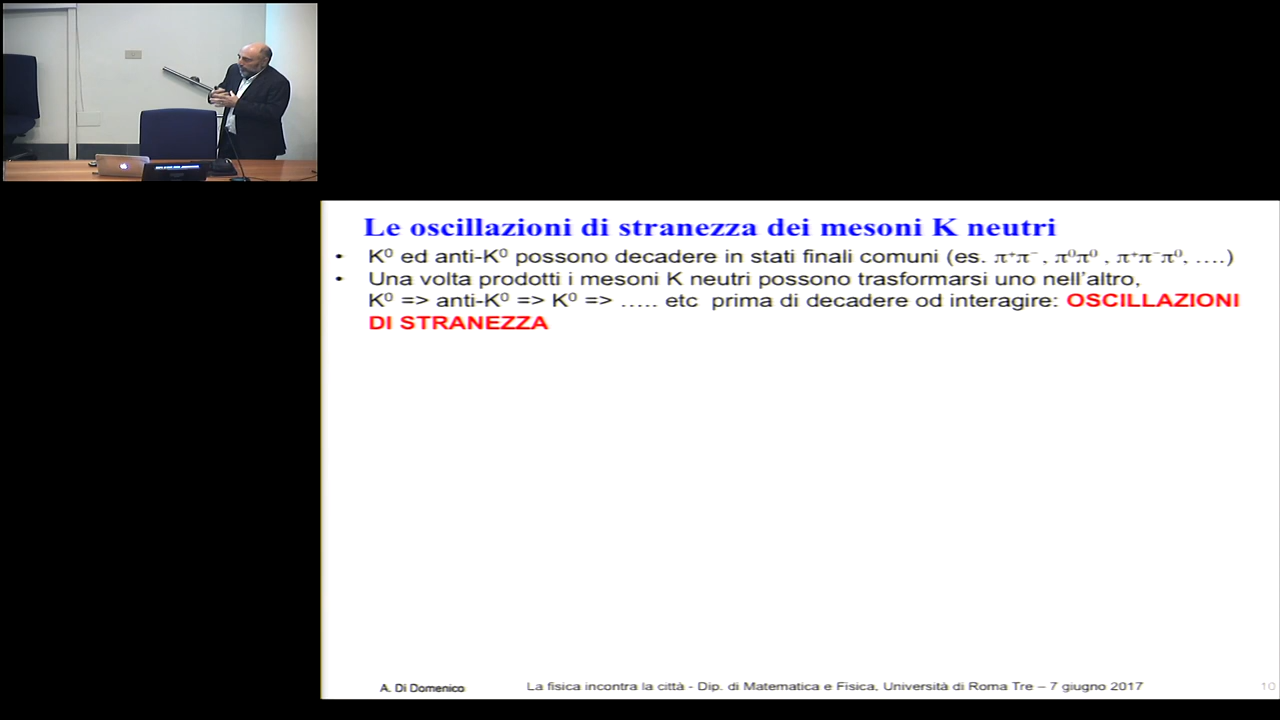 Le oscillazioni di stranezza dei mesoni K neutri
• K⁰ ed anti-K⁰ possono decadere in stati finali comuni (es. π⁺π⁻ , π⁰π⁰ , π⁺π⁻π⁰, ….)
• Una volta prodotti i mesoni K neutri possono trasformarsi uno nell’altro,
K⁰ => anti-K⁰ => K⁰ => ….. etc prima di decadere od interagire: OSCILLAZIONI
DI STRANEZZA
A. Di Domenico
La fisica incontra la città - Dip. di Matematica e Fisica, Università di Roma Tre – 7 giugno 2017
10